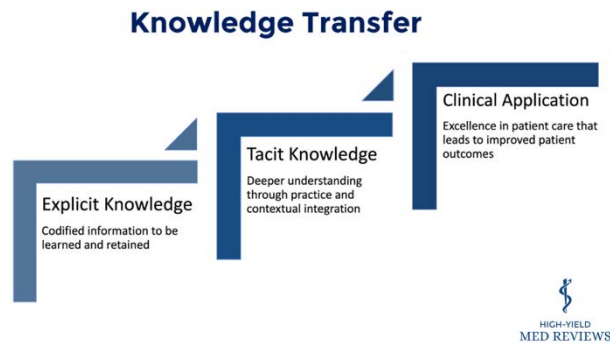 Knowledge Transfer
Explicit Knowledge
Codified information to be
learned and retained
Tacit Knowledge
Deeper understanding
through practice and
contextual integration
Clinical Application
Excellence in patient care that
leads to improved patient
outcomes
HIGH-YIELD
MED REVIEWS